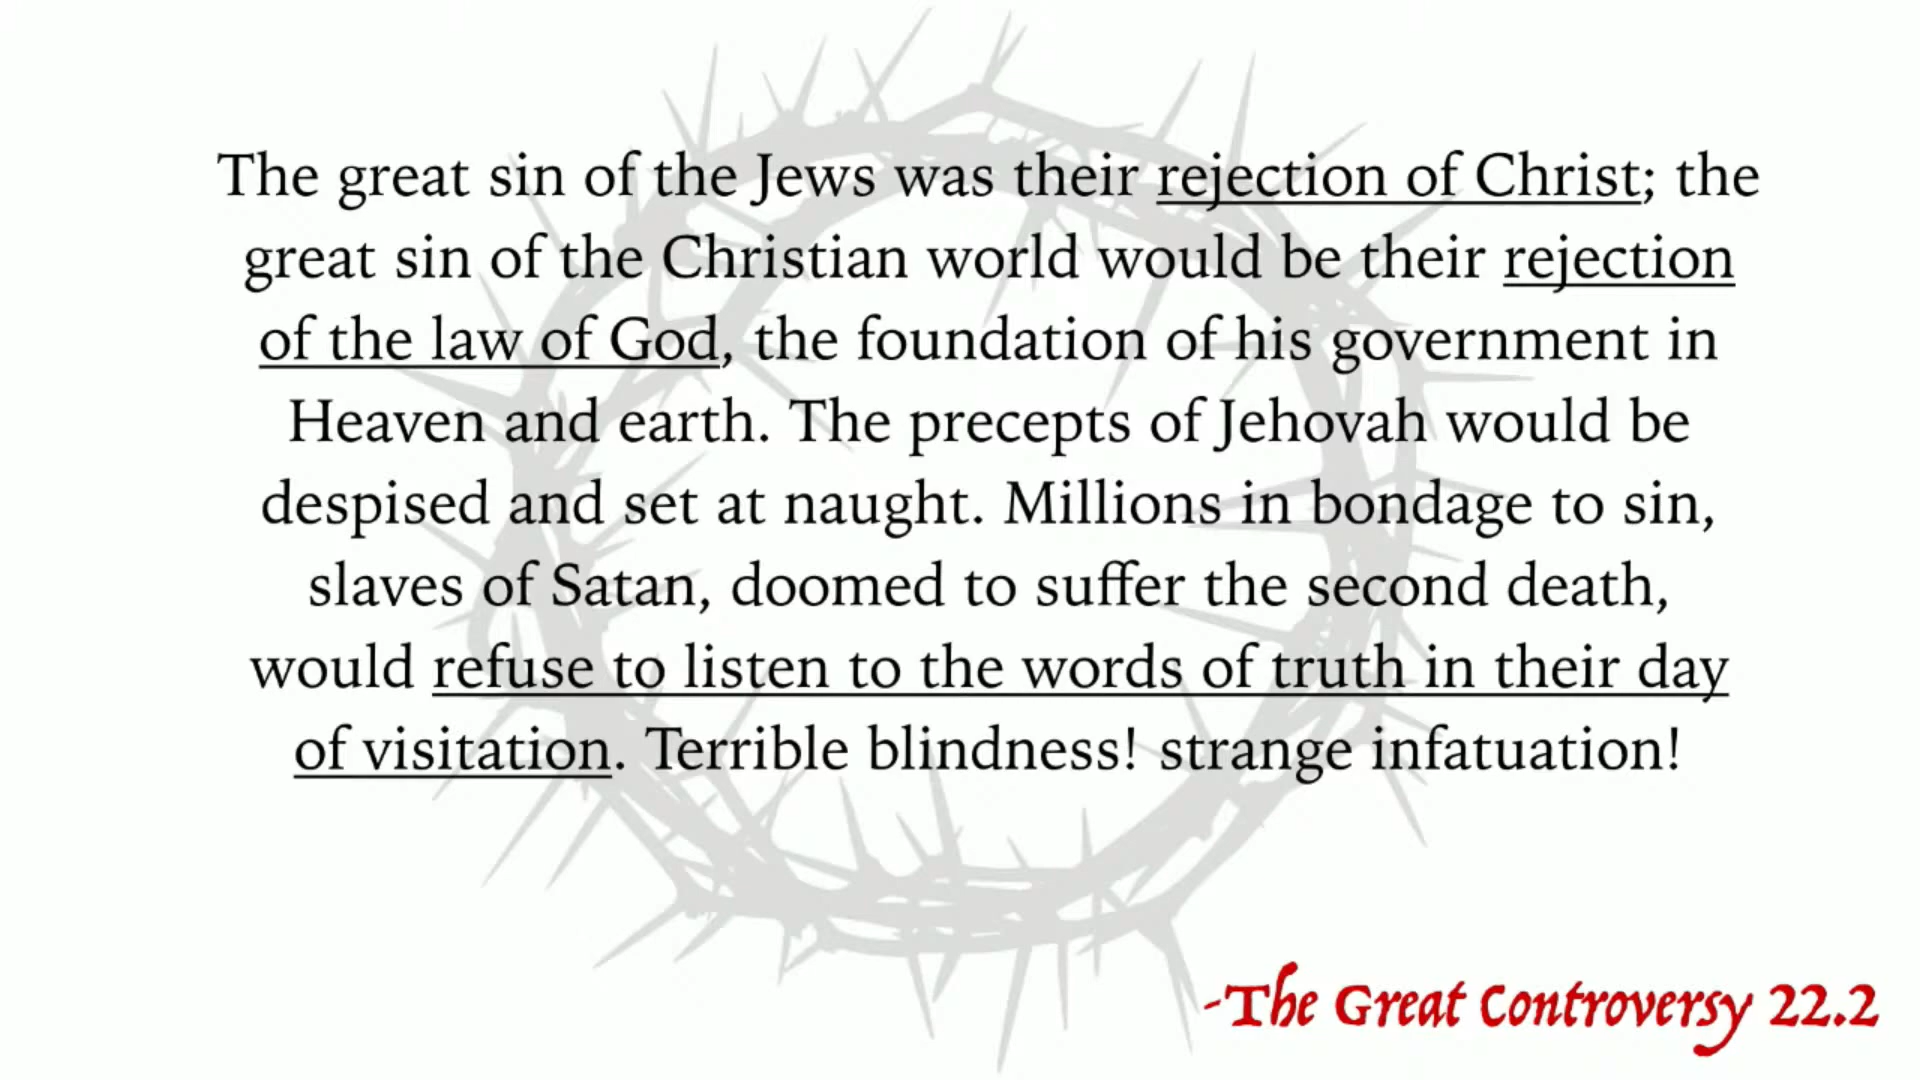 The great sin of the Jews was their rejection of Christ; the
great sin of the Christian world would be their rejection
of the law of God, the foundation of his government in
Heaven and earth. The precepts of Jehovah would be
despised and set at naught. Millions in bondage to sin,
slaves of Satan, doomed to suffer the second death,
would refuse to listen to the words of truth in their day
of visitation. Terrible blindness! strange infatuation!
-The Great Controversy 22.2